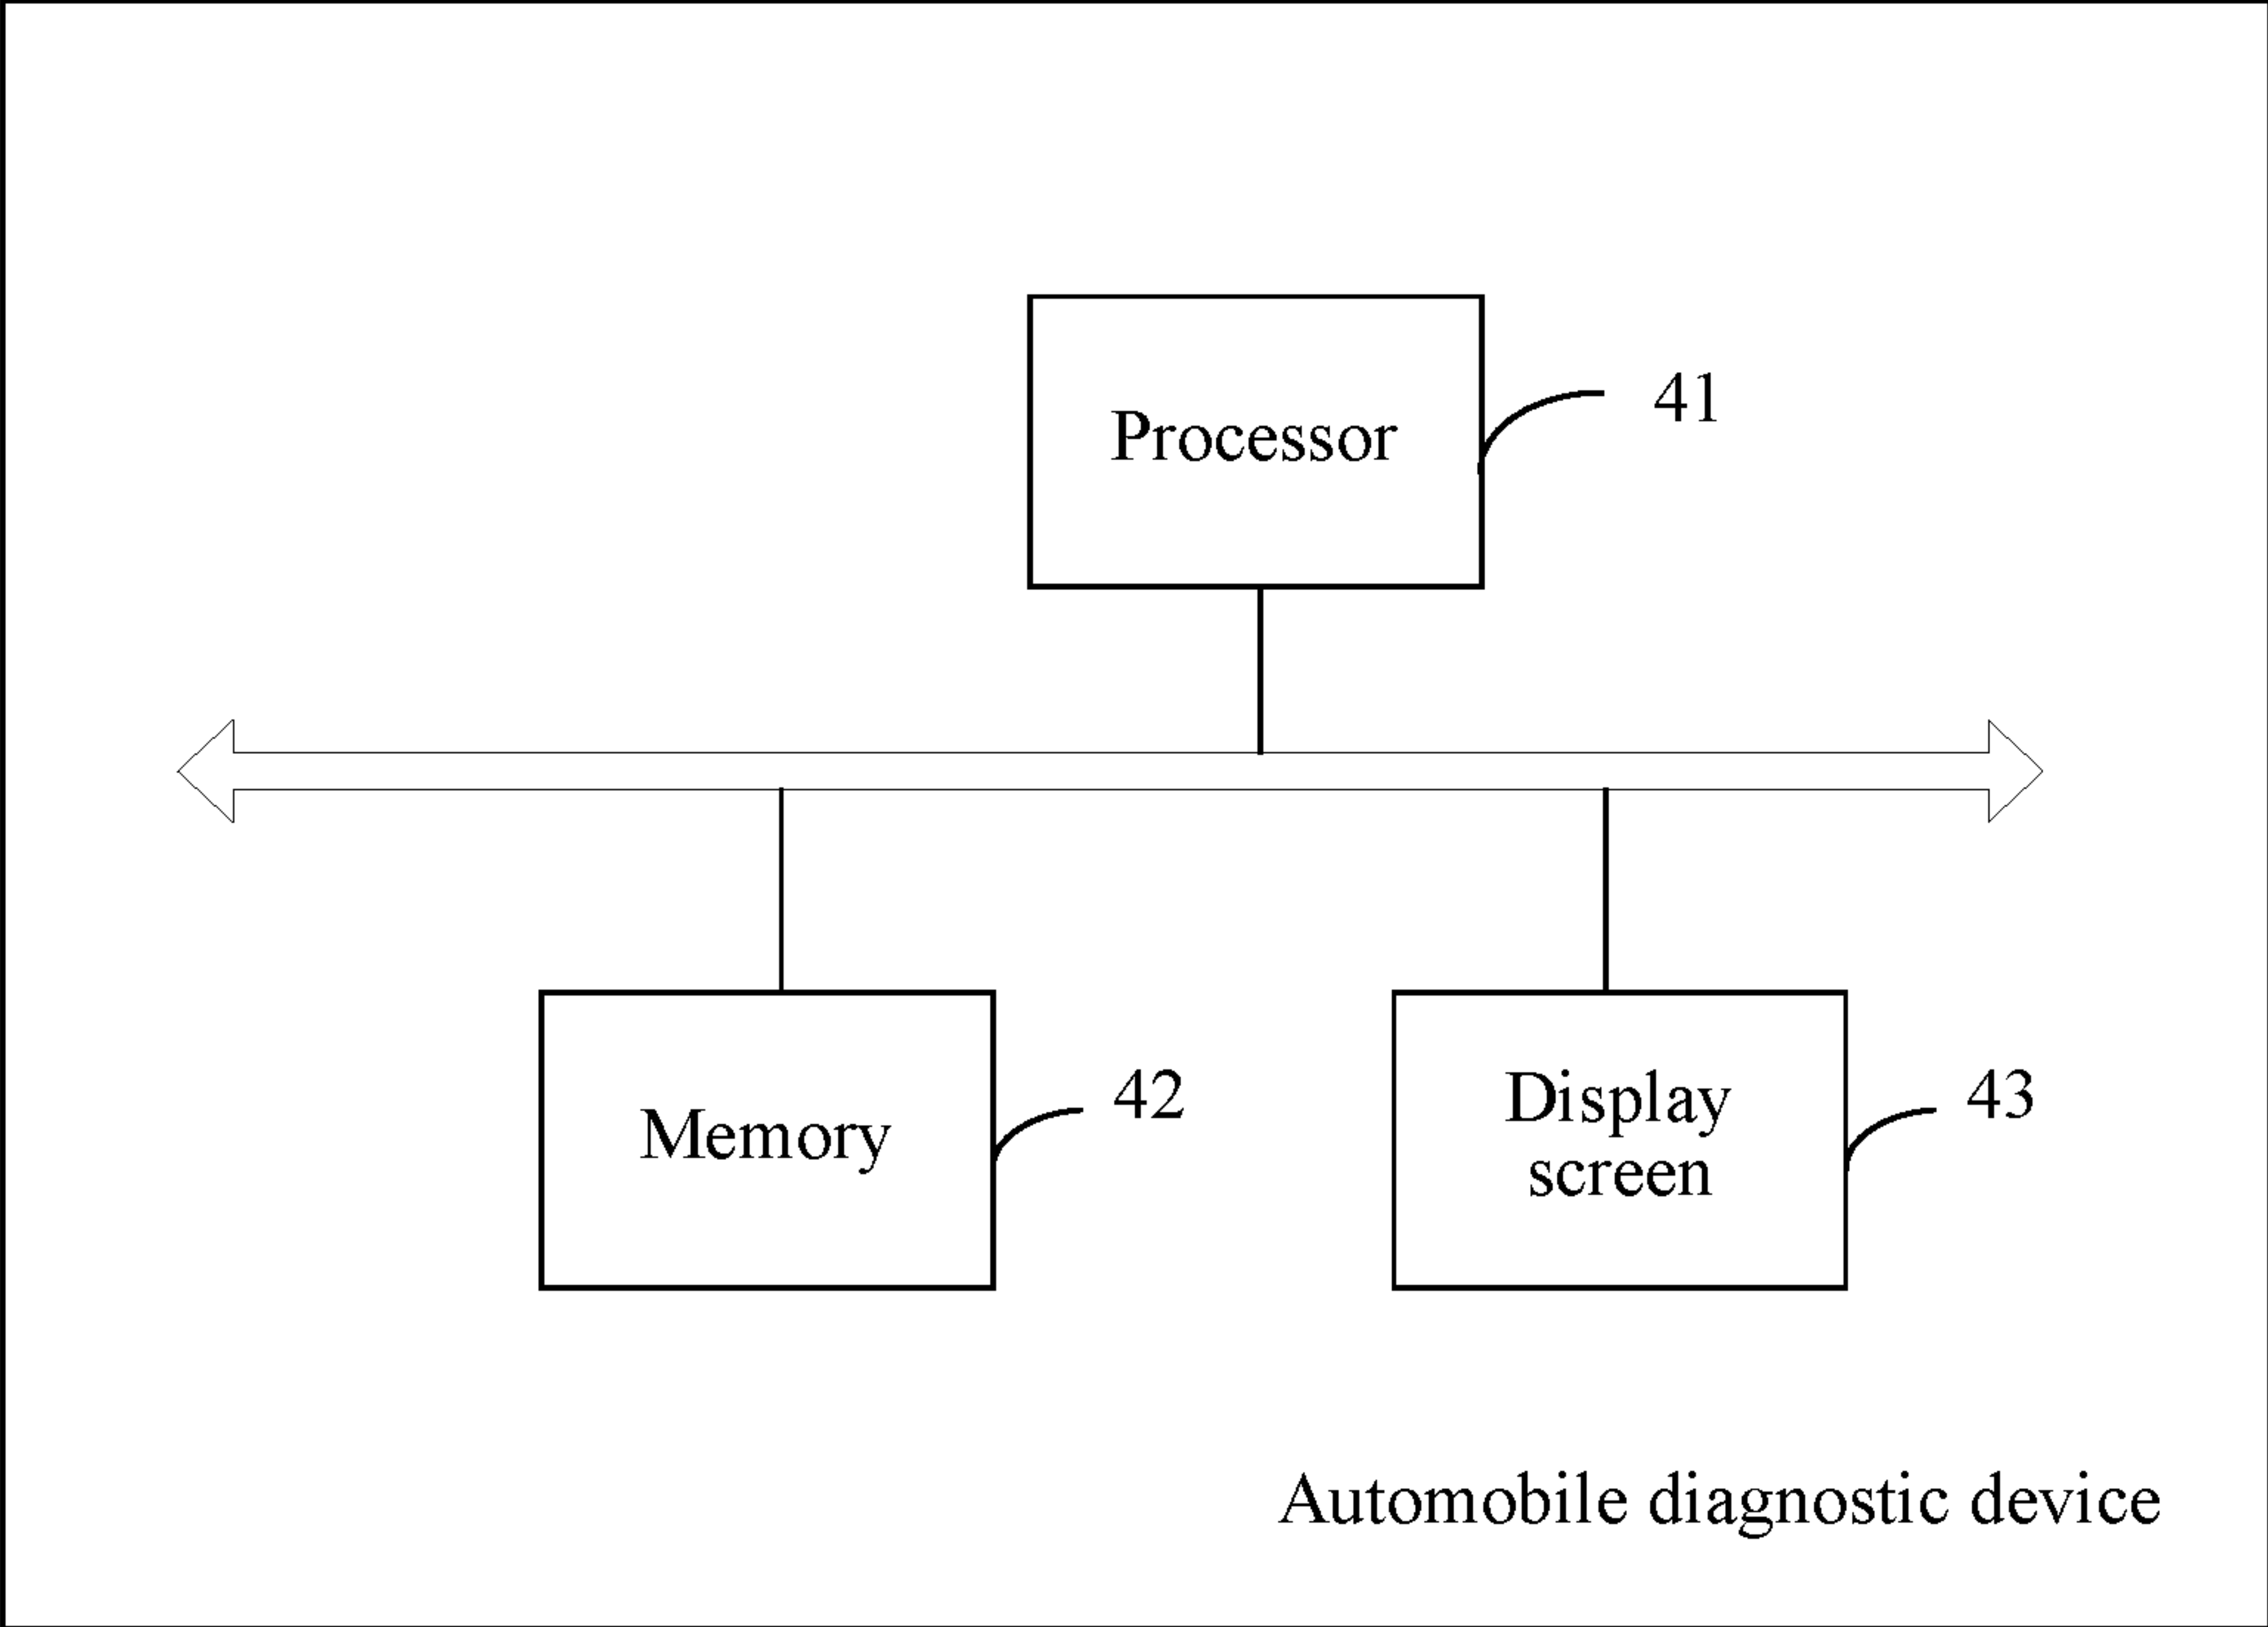 Processor
41
Memory
42
Display
screen
43
Automobile diagnostic device